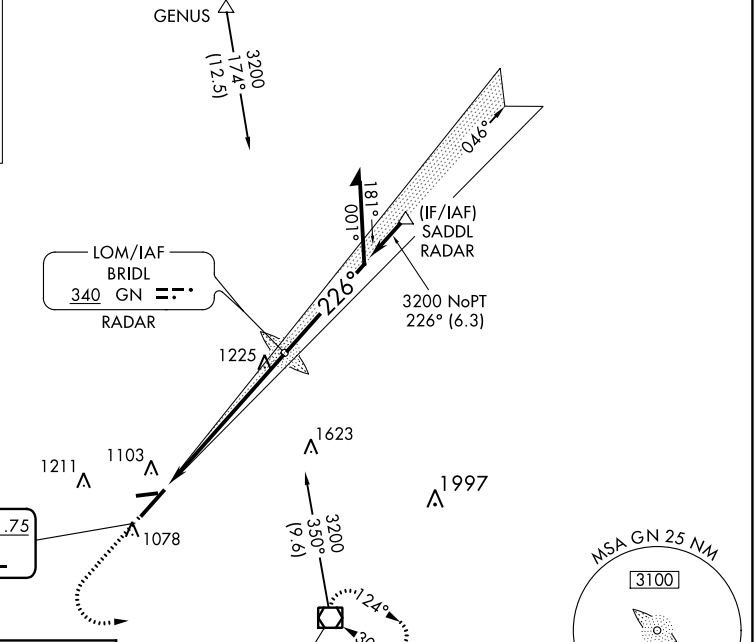 GENUS
3200
174°
(12.5)
046°
181°
001°
(IF/IAF)
SADDL
RADAR
LOM/IAF
BRIDL
340 GN
RADAR
226°
3200 NoPT
226° (6.3)
1225
1623
1211
1103
1997
.75
1078
3200
350°
(9.6)
124°
MSA GN 25 NM
3100